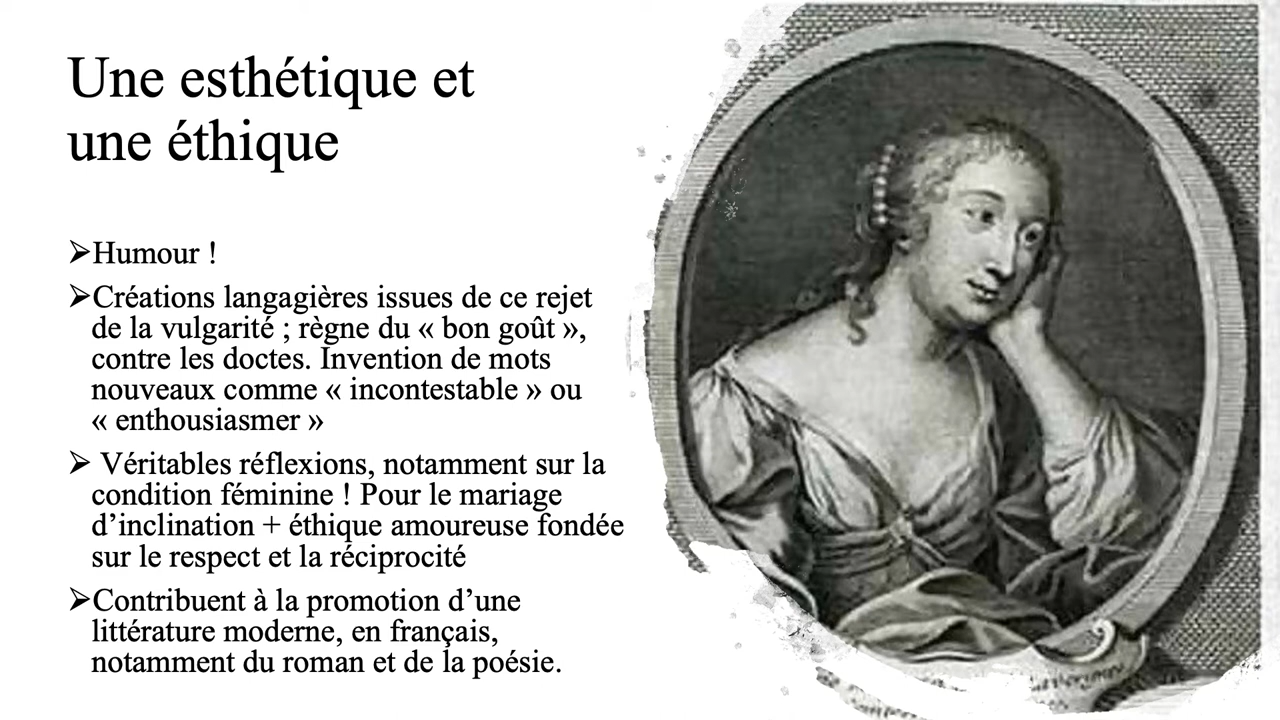 Une esthétique et
une éthique
➢Humour !
➢Créations langagières issues de ce rejet
de la vulgarité ; règne du « bon goût »,
contre les doctes. Invention de mots
nouveaux comme « incontestable » ou
« enthousiasmer »
➢ Véritables réflexions, notamment sur la
condition féminine ! Pour le mariage
d’inclination + éthique amoureuse fondée
sur le respect et la réciprocité
➢Contribuent à la promotion d’une
littérature moderne, en français,
notamment du roman et de la poésie.